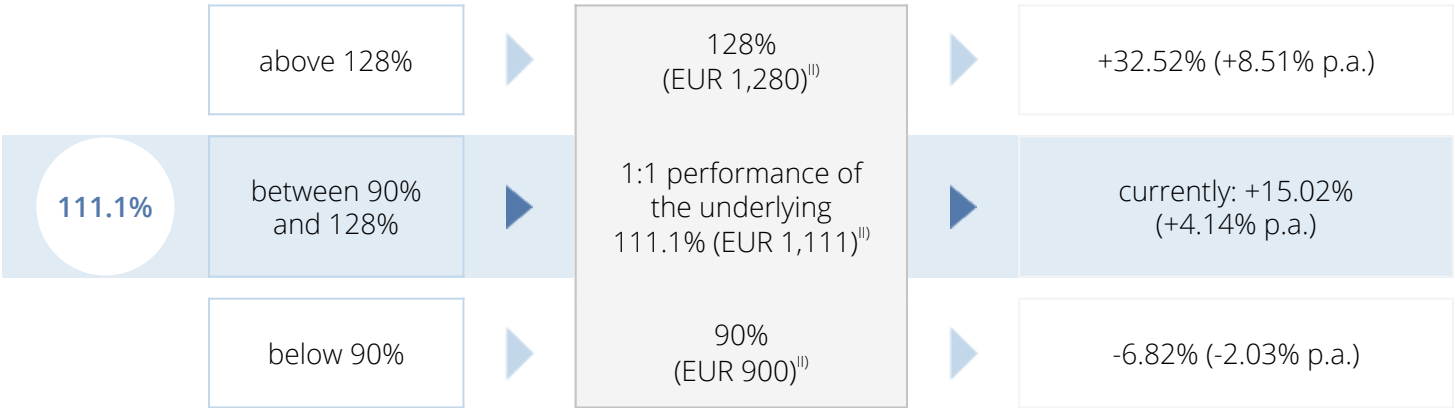 above 128%
128%
(EUR 1,280)II)
+32.52% (+8.51% p.a.)
111.1%
between 90%
and 128%
1:1 performance of
the underlying
111.1% (EUR 1,111)II)
currently: +15.02%
(+4.14% p.a.)
below 90%
90%
(EUR 900)II)
-6.82% (-2.03% p.a.)